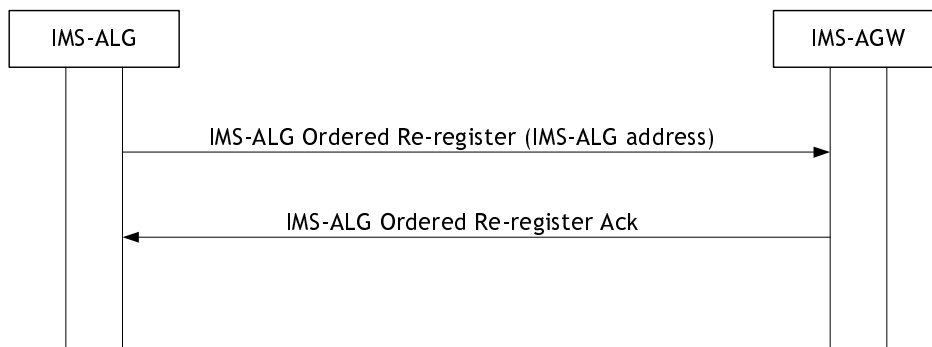 IMS-ALG
IMS-AGW
IMS-ALG Ordered Re-register (IMS-ALG address)
IMS-ALG Ordered Re-register Ack